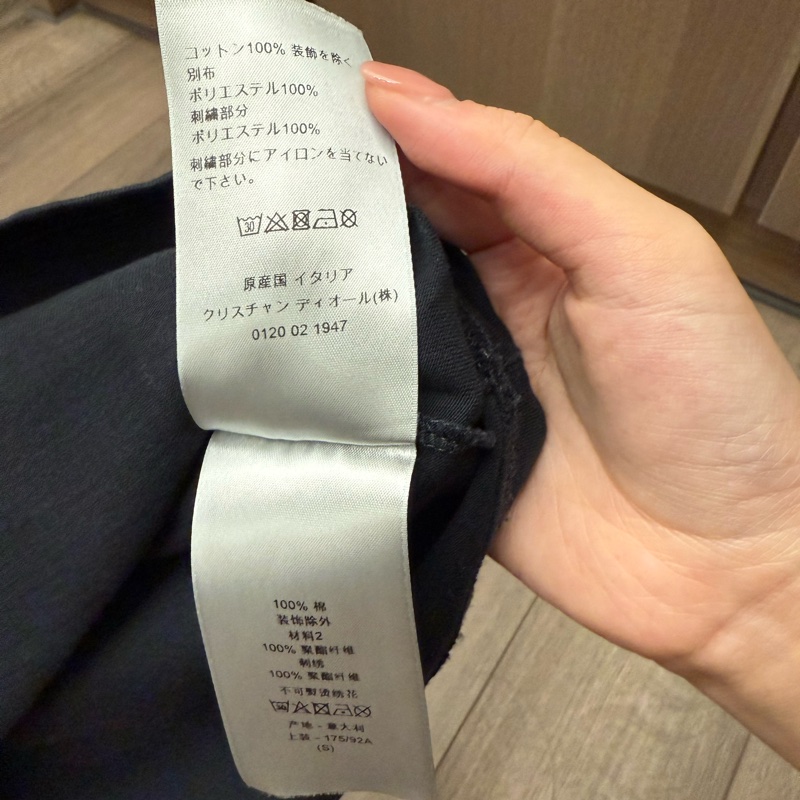 コットン100% 装飾を除く
別布
ポリエステル100%
刺繍部分
ポリエステル100%
刺繍部分にアイロンを当てない
で下さい。
30
原産国 イタリア
クリスチャン ディオール(株)
0120 02 1947
100% 棉
装饰除外
材料2
100% 聚酯纤维
刺绣
100% 聚酯纤维
不可熨烫绣花
30
产地 - 意大利
上装 - 175/92A
(S)